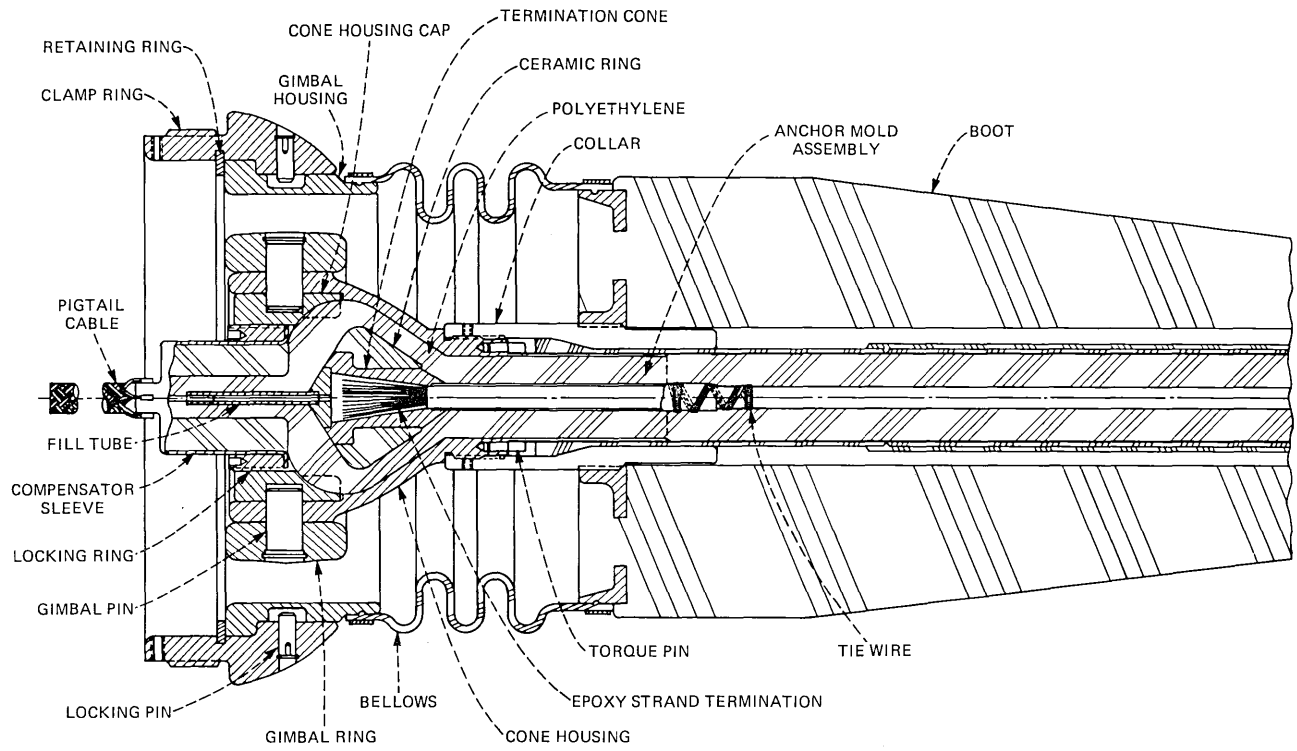 TERMINATION CONE
CONE HOUSING CAP
RETAINING RING
CERAMIC RING
GIMBAL
HOUSING
CLAMP RING
POLYETHYLENE
ANCHOR MOLD
ASSEMBLY
BOOT
COLLAR
PIGTAIL
CABLE
FILL TUBE
COMPENSATOR
SLEEVE
LOCKING RING
GIMBAL PIN
TORQUE PIN
TIE WIRE
BELLOWS
EPOXY STRAND TERMINATION
LOCKING PIN
GIMBAL RING
CONE HOUSING